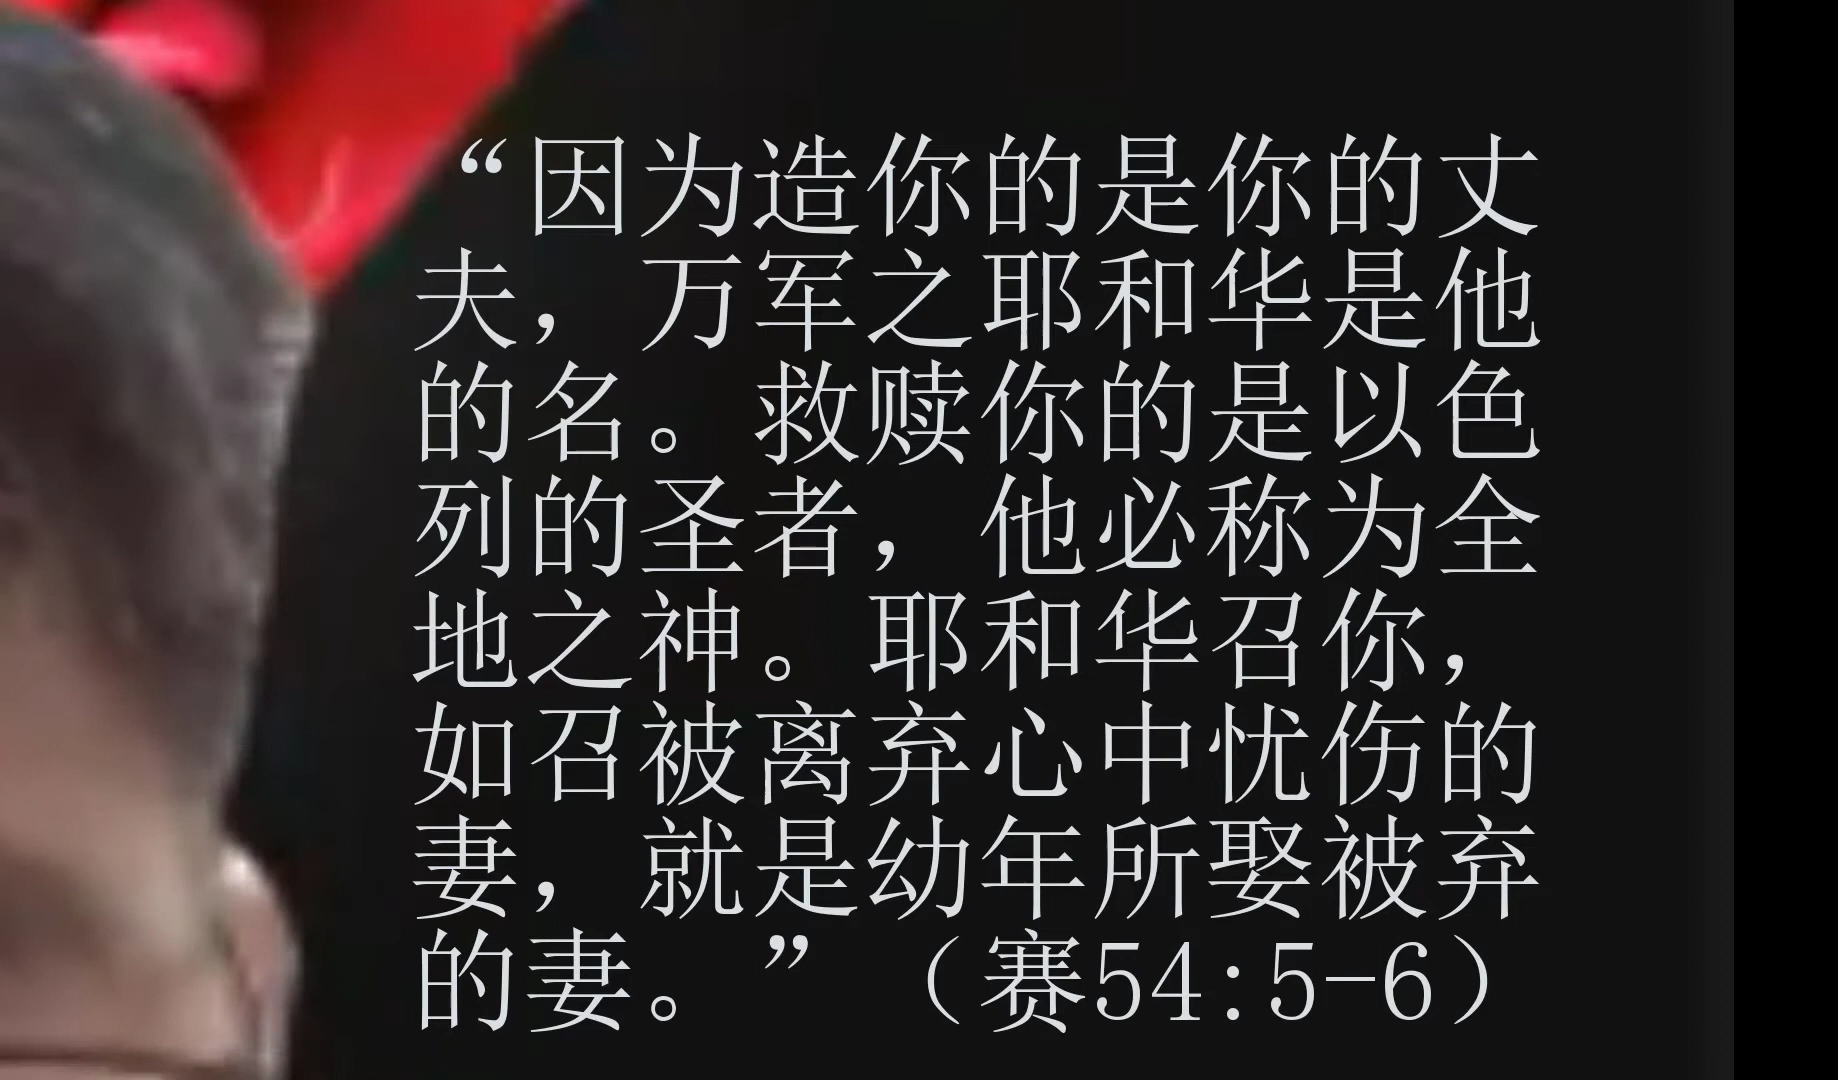 “因为造你的是你的丈
夫，万军之耶和华是他
的名。救赎你的是以色
列的圣者，他必称为全
地之神。耶和华召你，
如召被离弃心中忧伤的
妻，就是幼年所娶被弃
的妻。”（赛54:5-6）